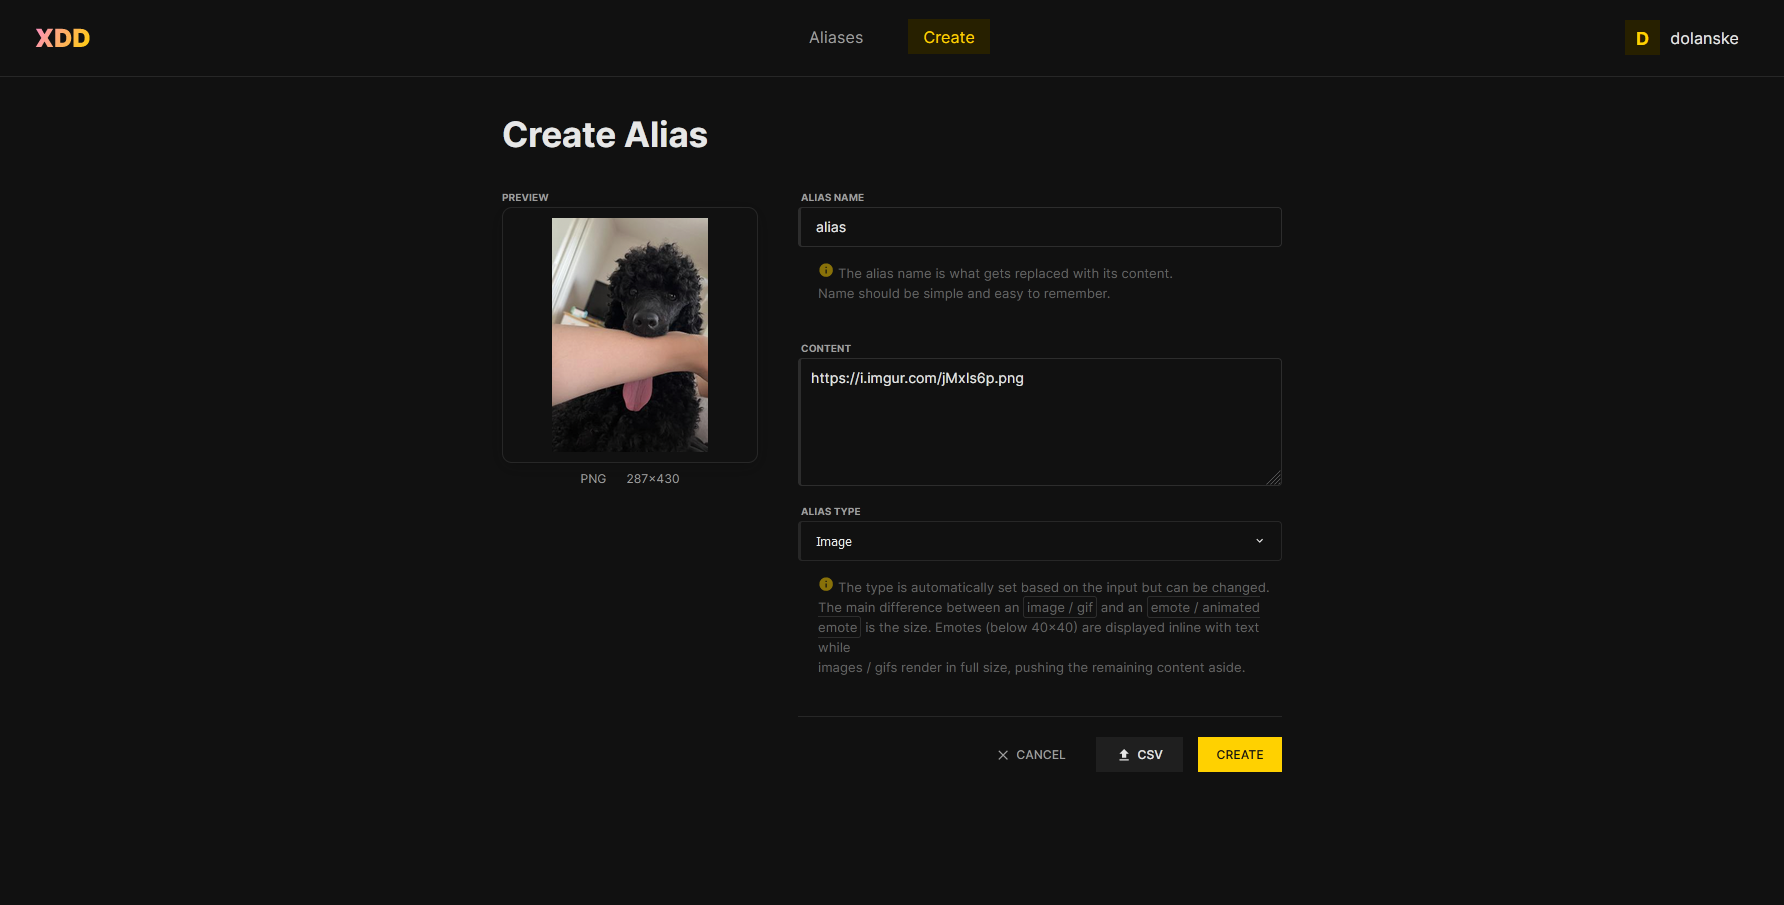 XDD
Aliases
Create
D
dolanske
Create Alias
PREVIEW
PNG 287×430
ALIAS NAME
alias
The alias name is what gets replaced with its content.
Name should be simple and easy to remember.
CONTENT
https://i.imgur.com/jMxIs6p.png
ALIAS TYPE
Image
The type is automatically set based on the input but can be changed.
The main difference between an image / gif and an emote / animated
emote is the size. Emotes (below 40×40) are displayed inline with text
while
images / gifs render in full size, pushing the remaining content aside.
CANCEL
CSV
CREATE